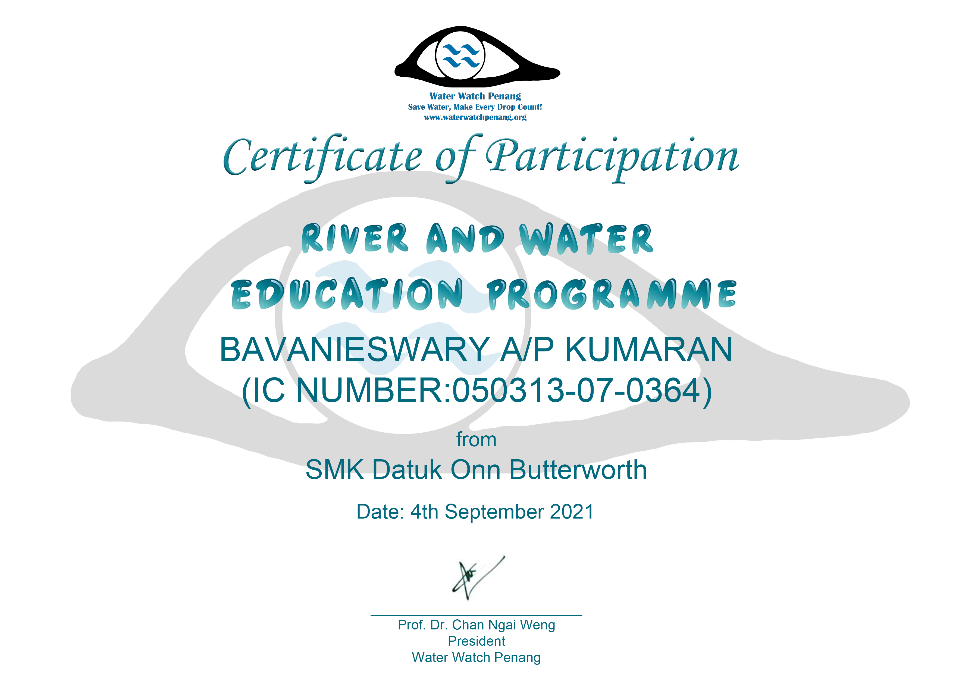 Water Watch Penang
Save Water, Make Every Drop Count!
www.waterwatchpenang.org
Certificate of Participation
RIVER AND WATER
EDUCATION PROGRAMME
BAVANIESWARY A/P KUMARAN
(IC NUMBER:050313-07-0364)
from
SMK Datuk Onn Butterworth
Date: 4th September 2021
Prof. Dr. Chan Ngai Weng
President
Water Watch Penang